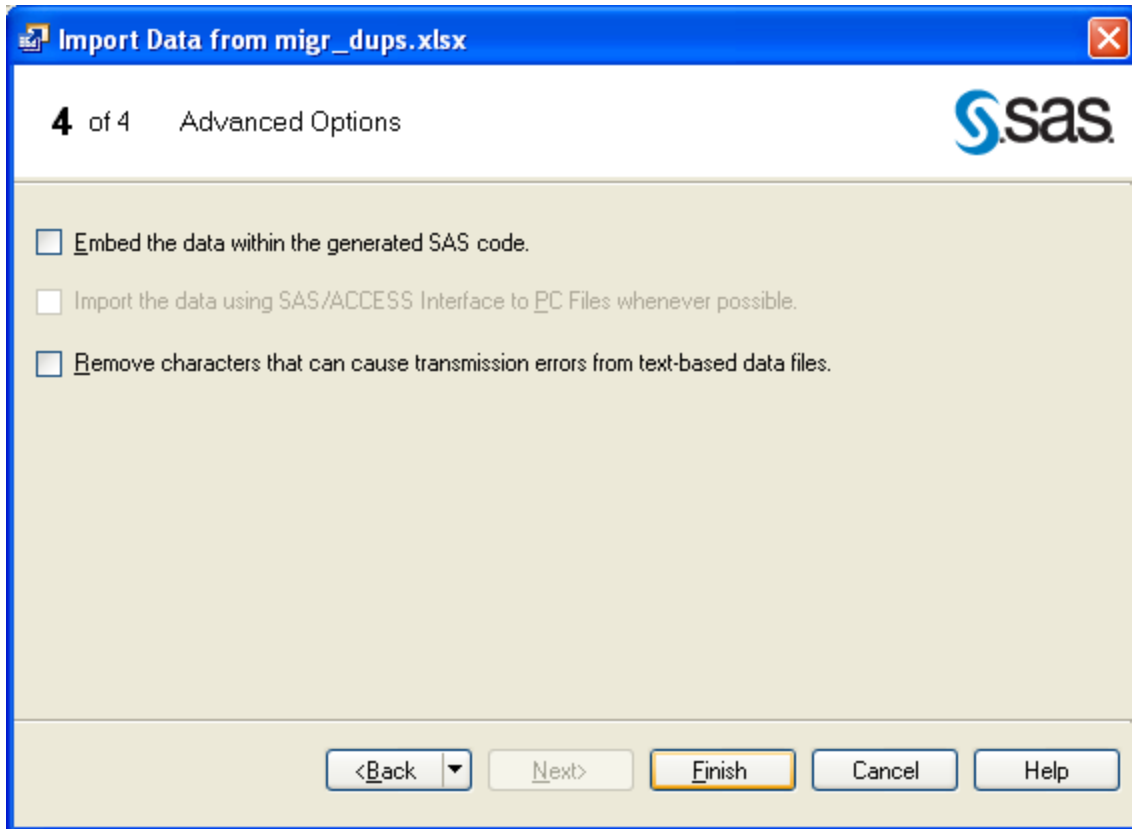 Import Data from migr_dups.xlsx
4 of 4 Advanced Options
sas
Embed the data within the generated SAS code.
Import the data using SAS/ACCESS Interface to PC Files whenever possible.
Remove characters that can cause transmission errors from text-based data files.
<Back Next> Finish Cancel Help